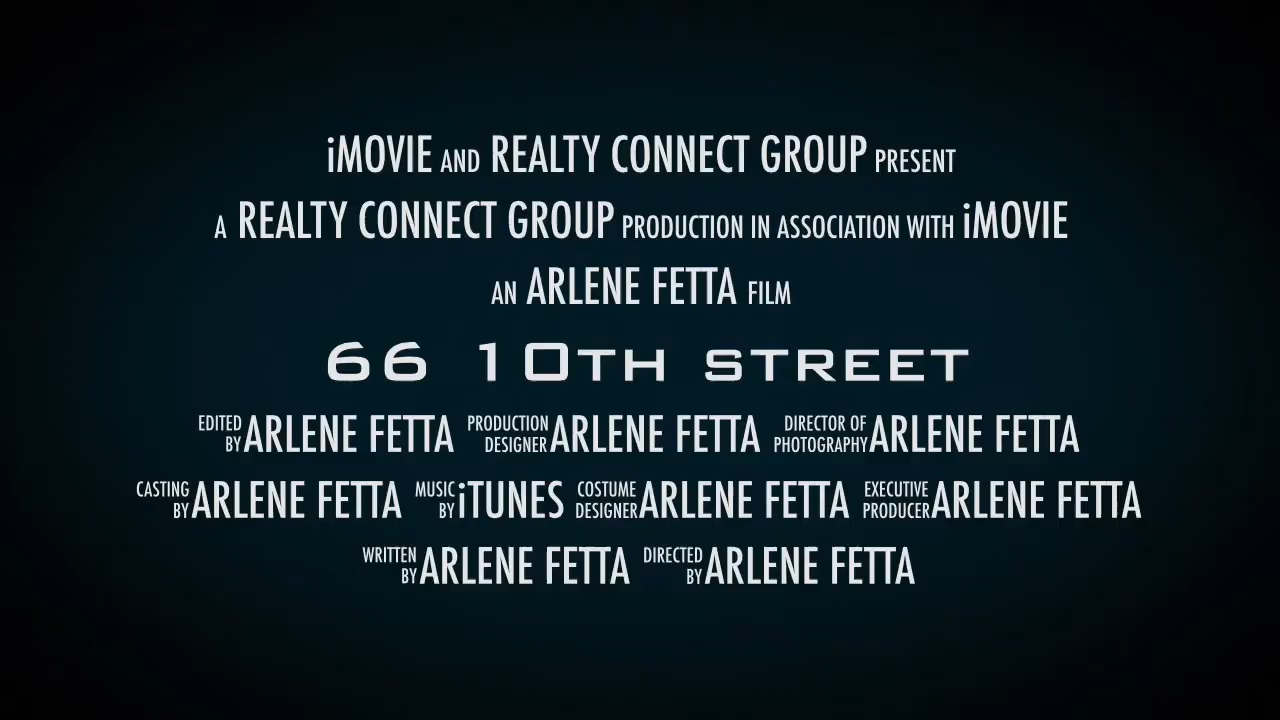 iMOVIE AND REALTY CONNECT GROUP PRESENT
A REALTY CONNECT GROUP PRODUCTION IN ASSOCIATION WITH iMOVIE
AN ARLENE FETTA FILM
66 10TH STREET
EDITED BY ARLENE FETTA PRODUCTION DESIGNER ARLENE FETTA DIRECTOR OF PHOTOGRAPHY ARLENE FETTA
CASTING BY ARLENE FETTA MUSIC BY iTUNES COSTUME DESIGNER ARLENE FETTA EXECUTIVE PRODUCER ARLENE FETTA
WRITTEN BY ARLENE FETTA DIRECTED BY ARLENE FETTA